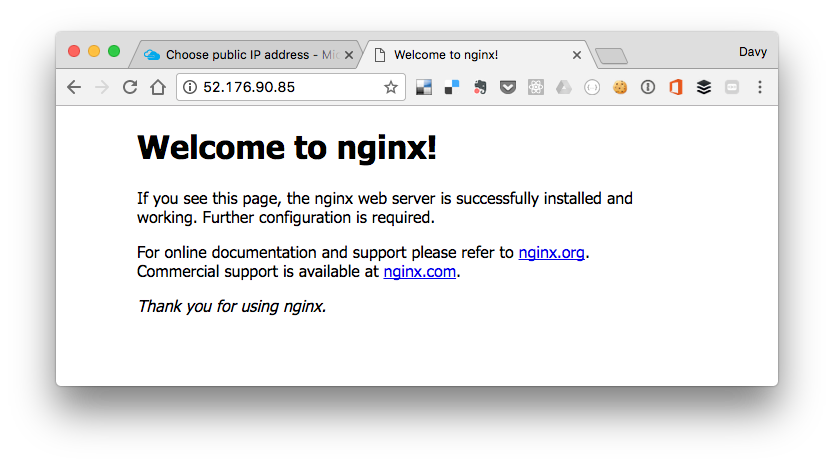 Choose public IP address - Mic
Welcome to nginx!
Davy
52.176.90.85
Welcome to nginx!
If you see this page, the nginx web server is successfully installed and
working. Further configuration is required.
For online documentation and support please refer to nginx.org.
Commercial support is available at nginx.com.
Thank you for using nginx.